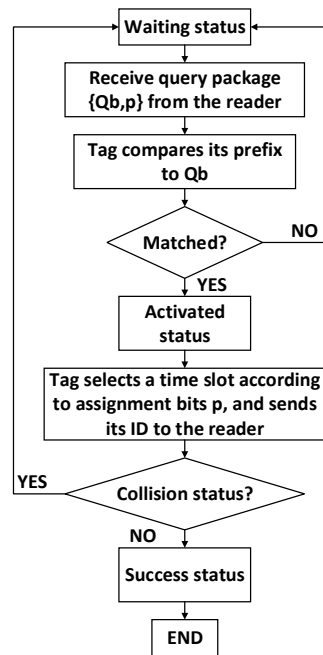 Waiting status
Receive query package
{Qb,p} from the reader
Tag compares its prefix
to Qb
Matched?
NO
YES
Activated
status
Tag selects a time slot according
to assignment bits p, and sends
its ID to the reader
YES
Collision status?
NO
Success status
END